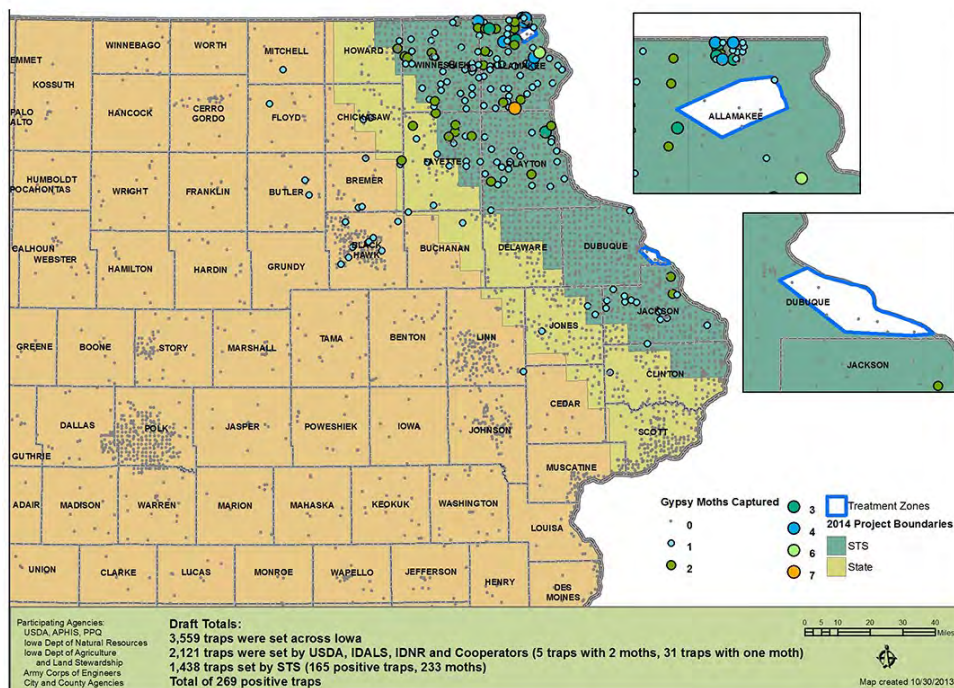 WINNEBAGO
WORTH
MITCHELL
HOWARD
WINNESHIEK
ALLAMAKEE
EMMET
KOSSUTH
HANCOCK
CERRO
GORDO
FLOYD
CHICKASAW
PALO
ALTO
FAYETTE
CLAYTON
HUMBOLDT
POCAHONTAS
WRIGHT
FRANKLIN
BUTLER
BREMER
CALHOUN
WEBSTER
HAMILTON
HARDIN
GRUNDY
BLACK
HAWK
BUCHANAN
DELAWARE
DUBUQUE
JACKSON
JONES
GREENE
BOONE
STORY
MARSHALL
TAMA
BENTON
LINN
CLINTON
CEDAR
DALLAS
POLK
JASPER
POWESHIEK
IOWA
JOHNSON
SCOTT
GUTHRIE
MUSCATINE
ADAIR
MADISON
WARREN
MARION
MAHASKA
KEOKUK
WASHINGTON
LOUISA
UNION
CLARKE
LUCAS
MONROE
WAPELLO
JEFFERSON
HENRY
DES
MOINES
ALLAMAKEE
DUBUQUE
JACKSON
Gypsy Moths Captured
0
1
2
3
4
6
7
Treatment Zones
2014 Project Boundaries
STS
State
Participating Agencies:
USDA, APHIS, PPQ
Iowa Dept of Natural Resources
Iowa Dept of Agriculture
and Land Stewardship
Army Corps of Engineers
City and County Agencies
Draft Totals:
3,559 traps were set across Iowa
2,121 traps were set by USDA, IDALS, IDNR and Cooperators (5 traps with 2 moths, 31 traps with one moth)
1,438 traps set by STS (165 positive traps, 233 moths)
Total of 269 positive traps
0 5 10 20 30 40
Miles
Map created 10/30/2013